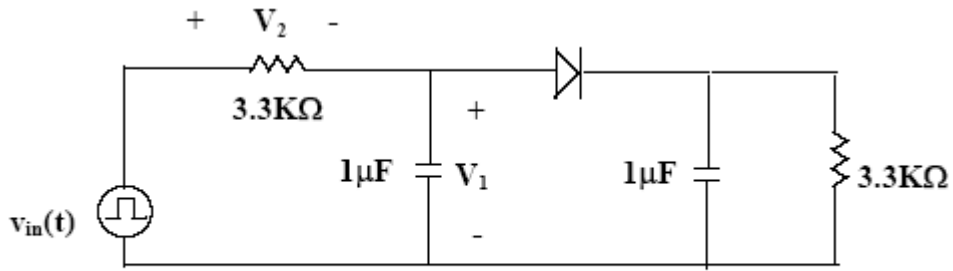 + V₂ -
3.3KΩ
+
1μF
V₁
1μF
3.3KΩ
vᵢₙ(t)
-